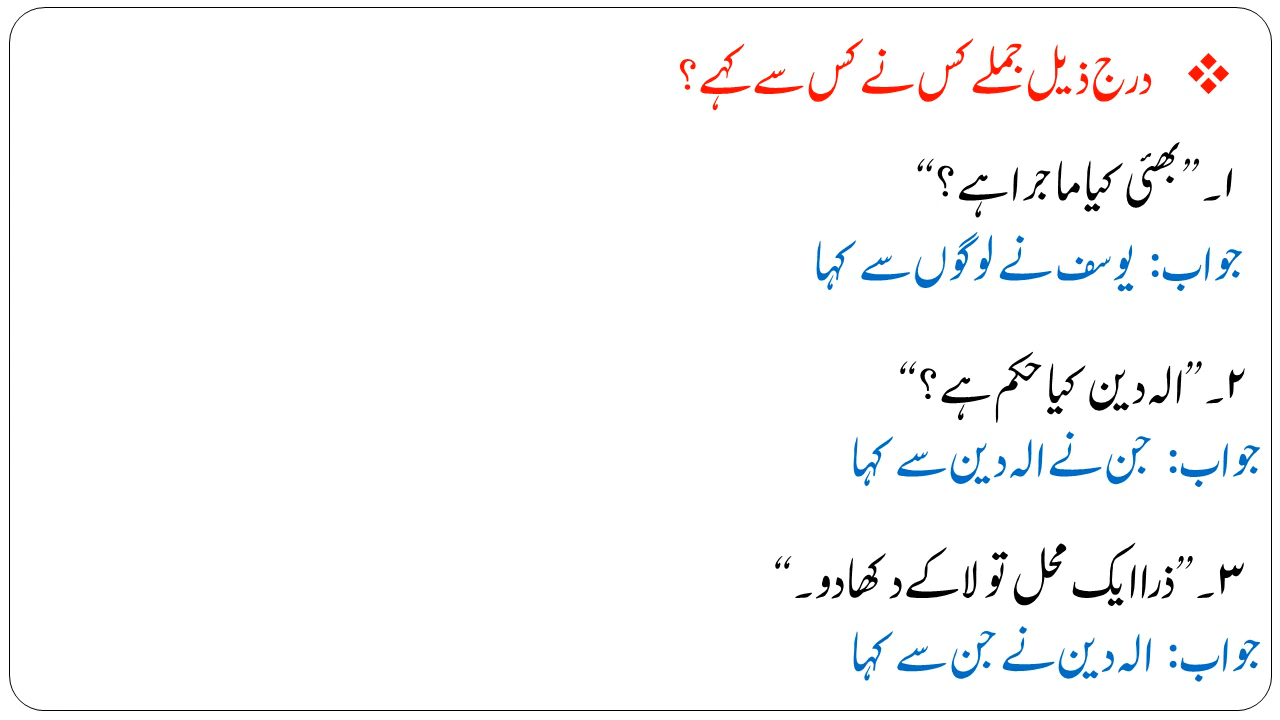 ❖ درج ذیل جملے کس نے کس سے کہے؟
۱۔ ”بھئی کیا ماجرا ہے؟“
جواب: یوسف نے لوگوں سے کہا
۲۔ ”الہ دین کیا حکم ہے؟“
جواب: جن نے الہ دین سے کہا
۳۔ ”ذرا ایک محل تو لا کے دکھا دو۔“
جواب: الہ دین نے جن سے کہا